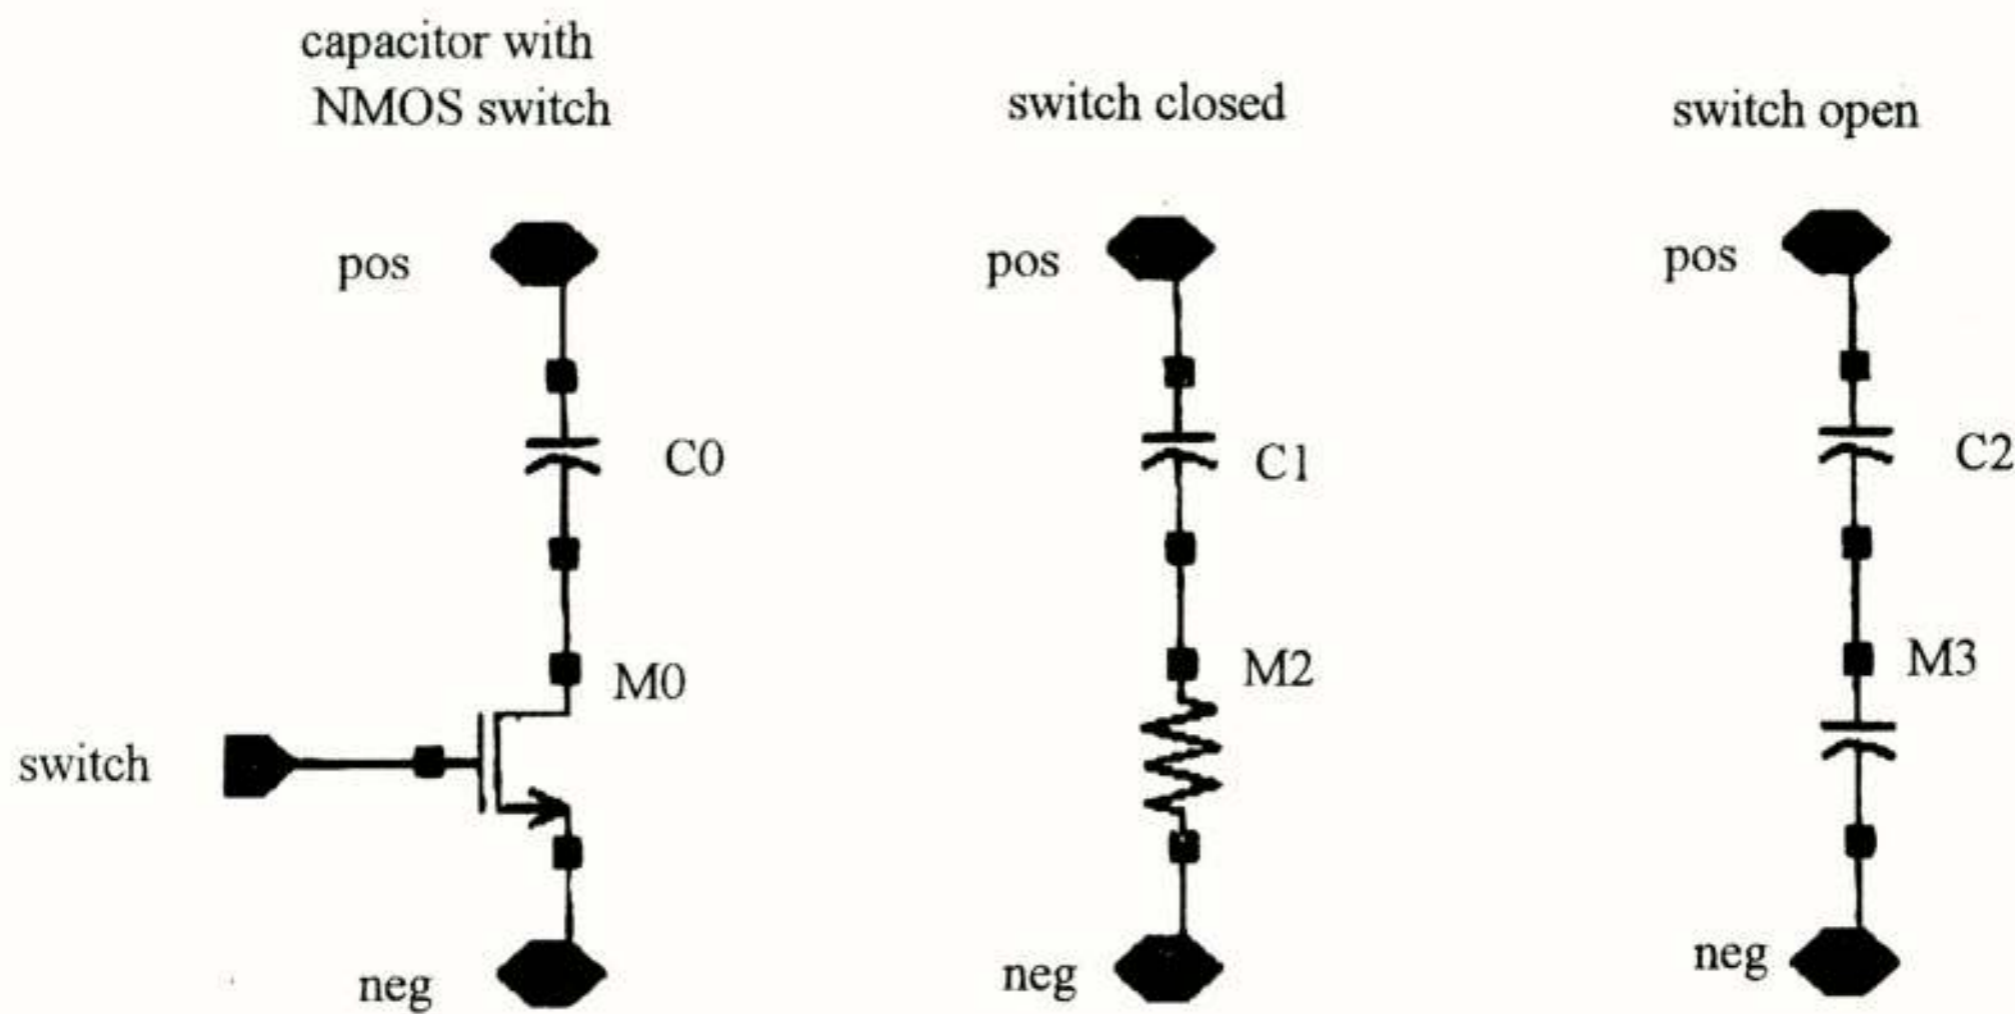 capacitor with
NMOS switch
pos
C0
M0
switch
neg
switch closed
pos
C1
M2
neg
switch open
pos
C2
M3
neg